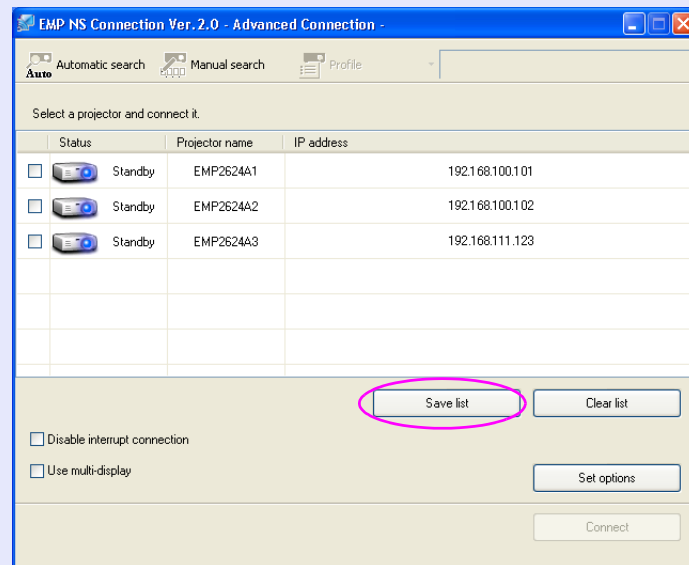 EMP NS Connection Ver.2.0 - Advanced Connection -
Auto Automatic search Manual search Profile
Select a projector and connect it.
Status Projector name IP address
Standby EMP2624A1 192.168.100.101
Standby EMP2624A2 192.168.100.102
Standby EMP2624A3 192.168.111.123
Save list Clear list
Disable interrupt connection
Use multi-display
Set options
Connect